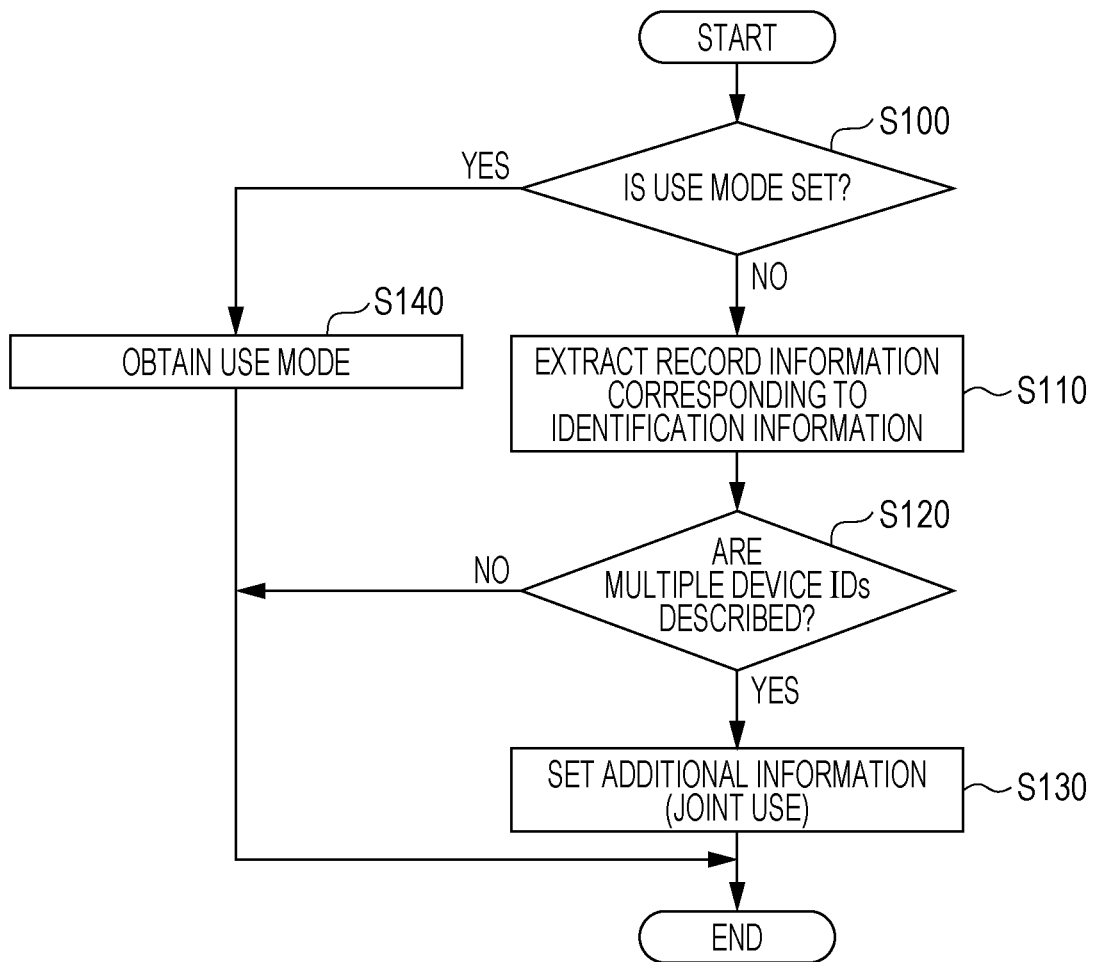 START
S100
YES
IS USE MODE SET?
NO
S140
OBTAIN USE MODE
EXTRACT RECORD INFORMATION
CORRESPONDING TO
IDENTIFICATION INFORMATION
S110
S120
NO
ARE
MULTIPLE DEVICE IDs
DESCRIBED?
YES
SET ADDITIONAL INFORMATION
(JOINT USE)
S130
END